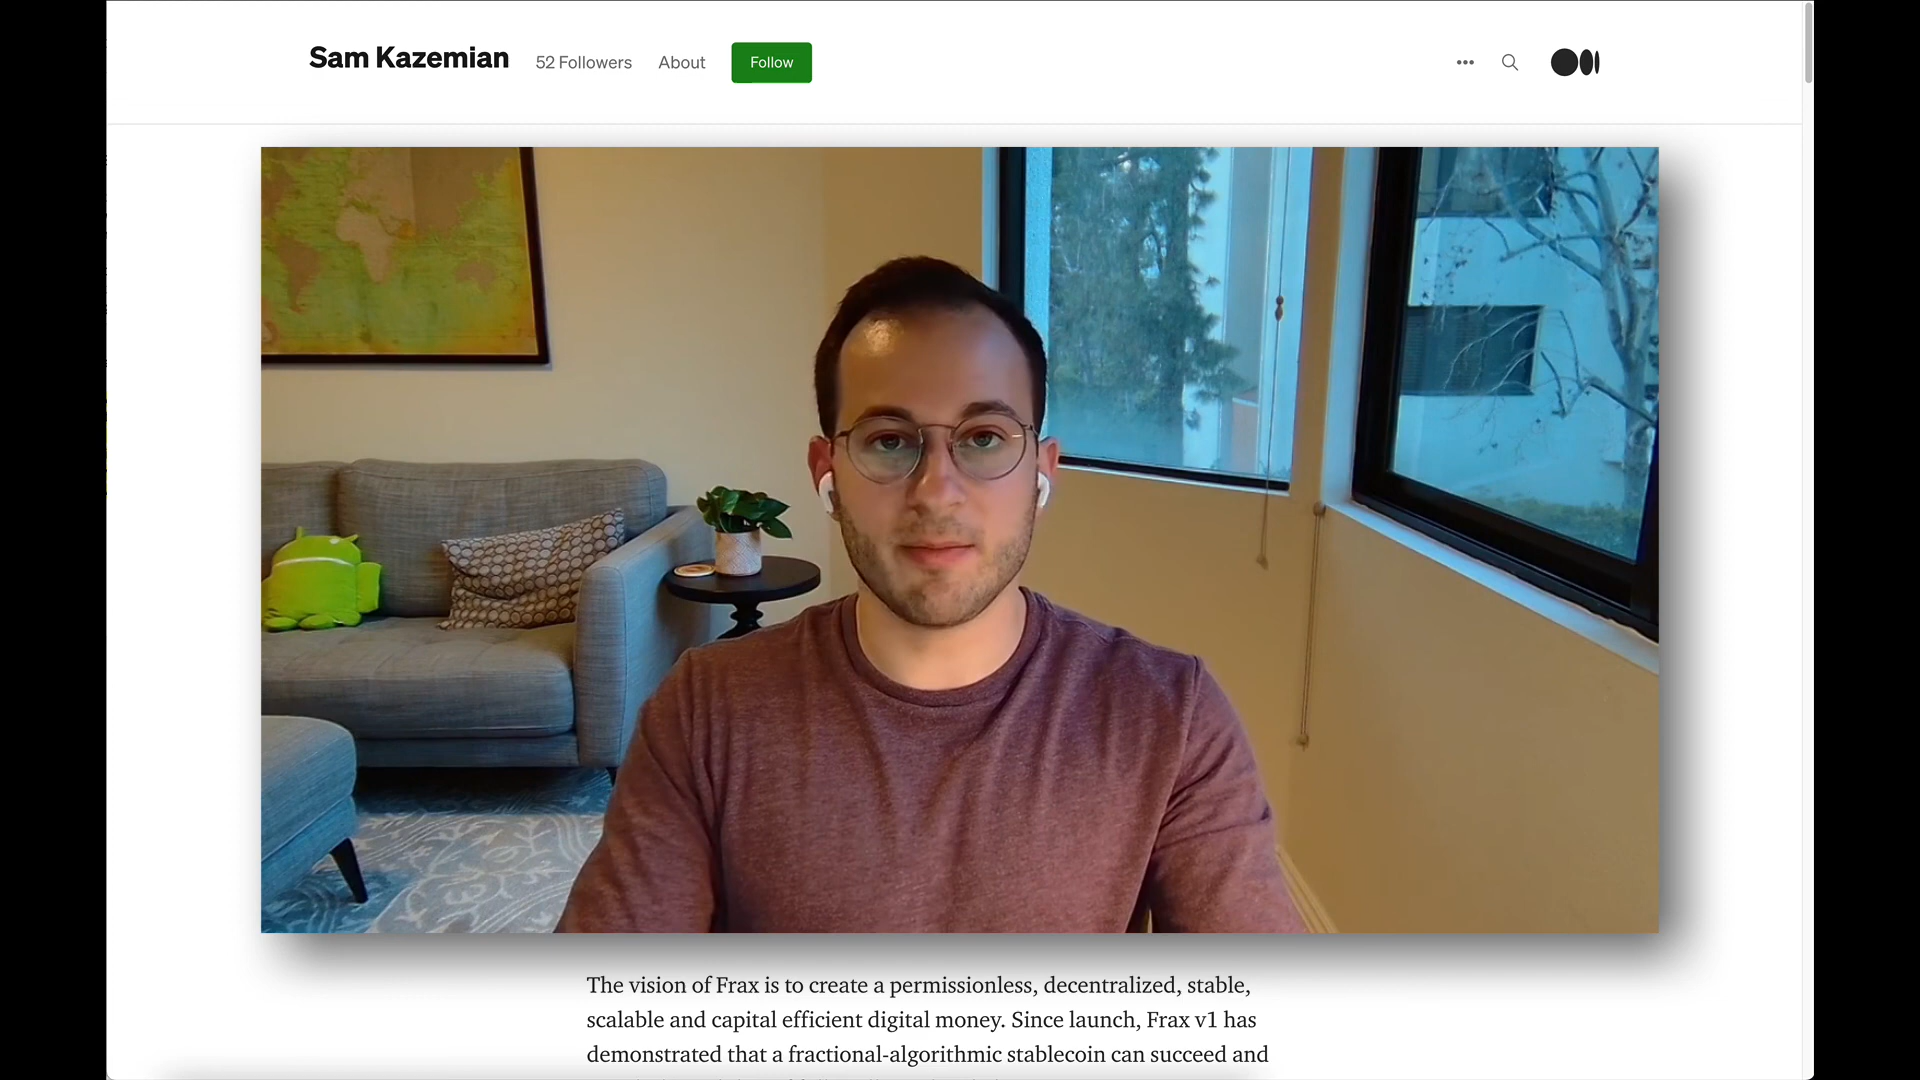 Sam Kazemian
52 Followers
About
Follow
The vision of Frax is to create a permissionless, decentralized, stable,
scalable and capital efficient digital money. Since launch, Frax v1 has
demonstrated that a fractional-algorithmic stablecoin can succeed and